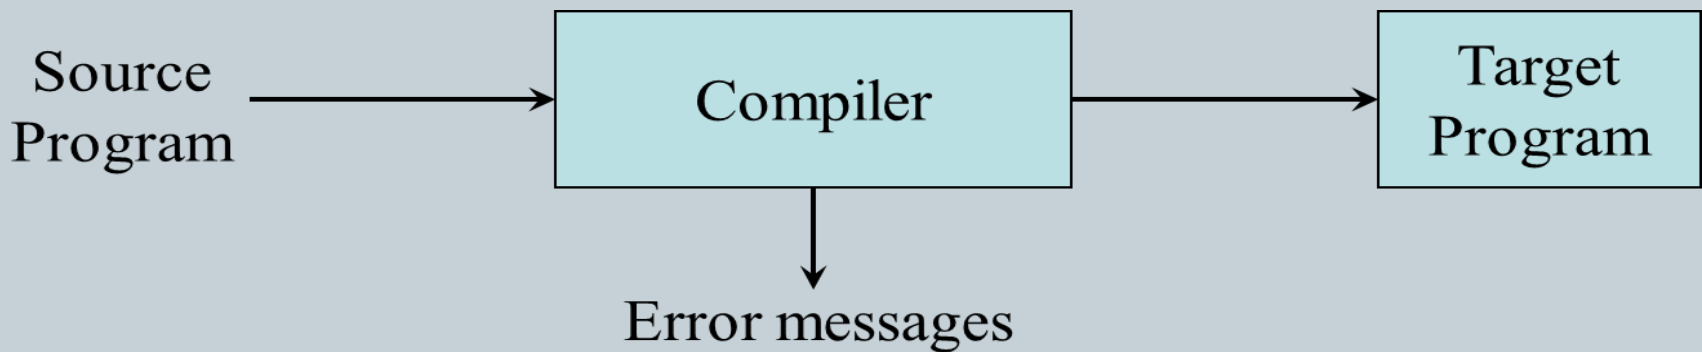 Source
Program
Compiler
Target
Program
Error messages